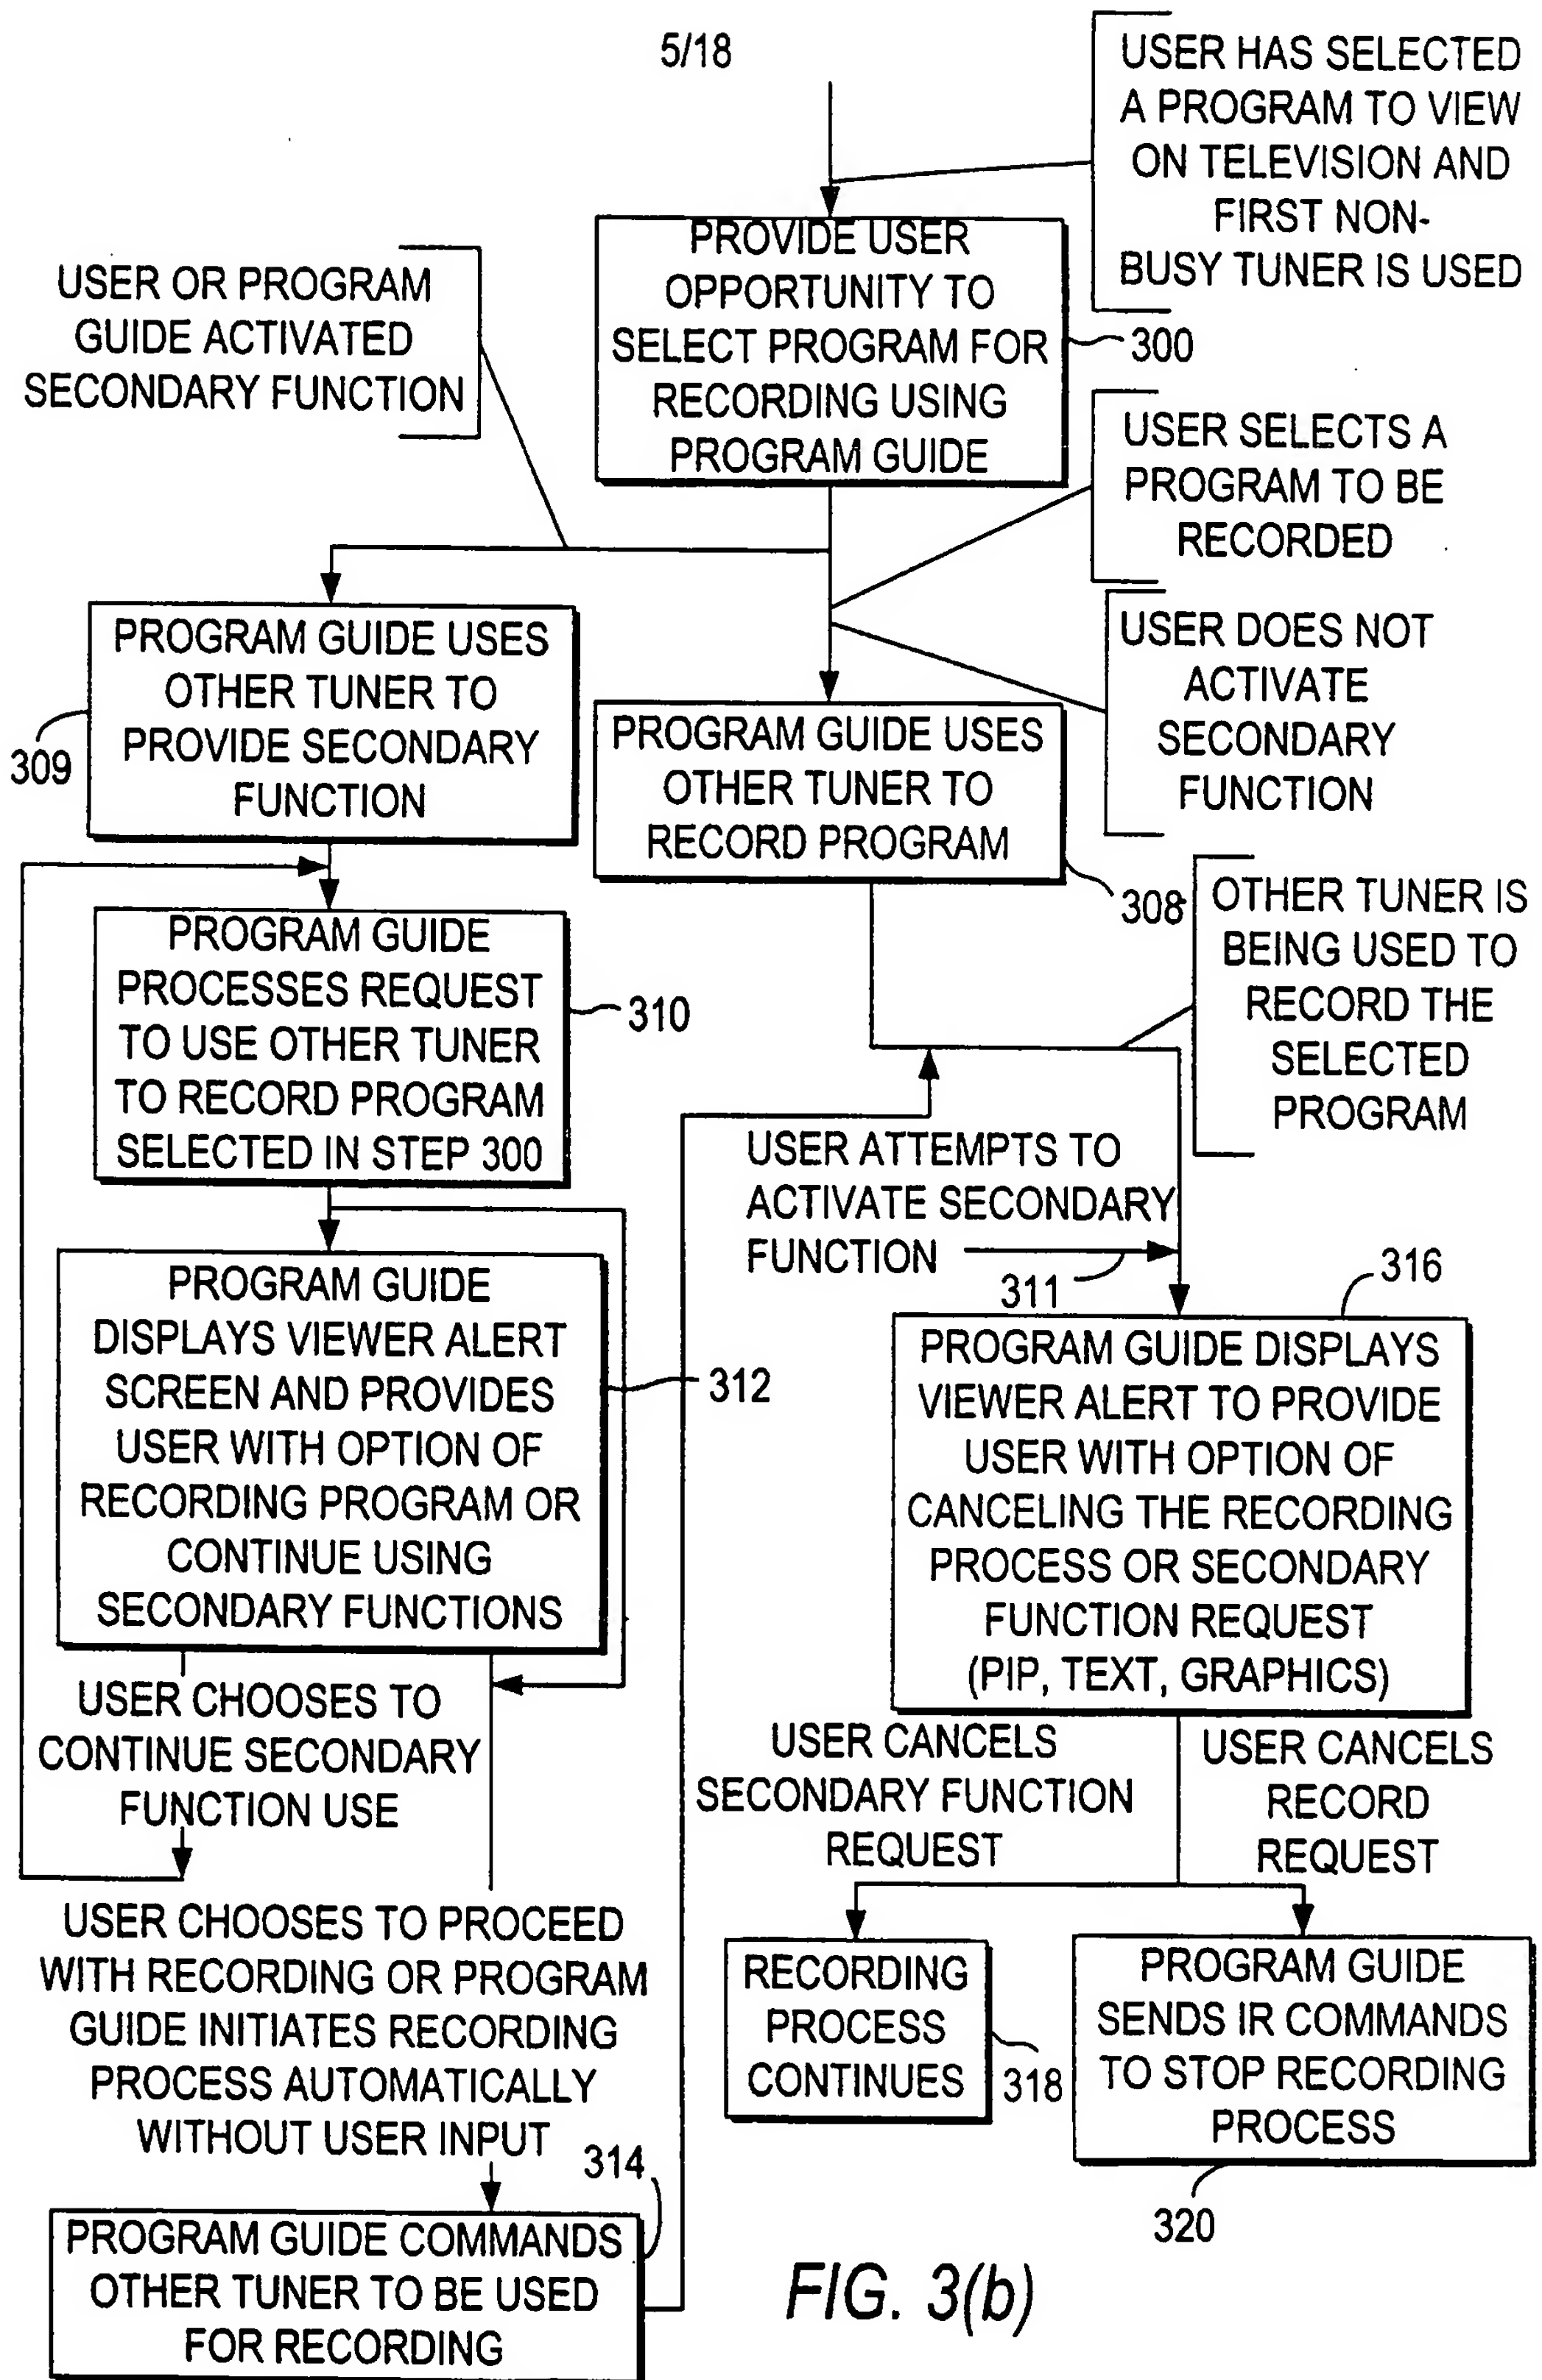 5/18
USER HAS SELECTED
A PROGRAM TO VIEW
ON TELEVISION AND
FIRST NON-
BUSY TUNER IS USED
PROVIDE USER
OPPORTUNITY TO
SELECT PROGRAM FOR
RECORDING USING
PROGRAM GUIDE
300
USER OR PROGRAM
GUIDE ACTIVATED
SECONDARY FUNCTION
USER SELECTS A
PROGRAM TO BE
RECORDED
USER DOES NOT
ACTIVATE
SECONDARY
FUNCTION
PROGRAM GUIDE USES
OTHER TUNER TO
PROVIDE SECONDARY
FUNCTION
309
PROGRAM GUIDE USES
OTHER TUNER TO
RECORD PROGRAM
308
OTHER TUNER IS
BEING USED TO
RECORD THE
SELECTED
PROGRAM
PROGRAM GUIDE
PROCESSES REQUEST
TO USE OTHER TUNER
TO RECORD PROGRAM
SELECTED IN STEP 300
310
USER ATTEMPTS TO
ACTIVATE SECONDARY
FUNCTION
311
PROGRAM GUIDE
DISPLAYS VIEWER ALERT
SCREEN AND PROVIDES
USER WITH OPTION OF
RECORDING PROGRAM OR
CONTINUE USING
SECONDARY FUNCTIONS
312
316
PROGRAM GUIDE DISPLAYS
VIEWER ALERT TO PROVIDE
USER WITH OPTION OF
CANCELING THE RECORDING
PROCESS OR SECONDARY
FUNCTION REQUEST
(PIP, TEXT, GRAPHICS)
USER CHOOSES TO
CONTINUE SECONDARY
FUNCTION USE
USER CANCELS
SECONDARY FUNCTION
REQUEST
USER CANCELS
RECORD
REQUEST
USER CHOOSES TO PROCEED
WITH RECORDING OR PROGRAM
GUIDE INITIATES RECORDING
PROCESS AUTOMATICALLY
WITHOUT USER INPUT
RECORDING
PROCESS
CONTINUES
318
PROGRAM GUIDE
SENDS IR COMMANDS
TO STOP RECORDING
PROCESS
320
314
PROGRAM GUIDE COMMANDS
OTHER TUNER TO BE USED
FOR RECORDING
FIG. 3(b)